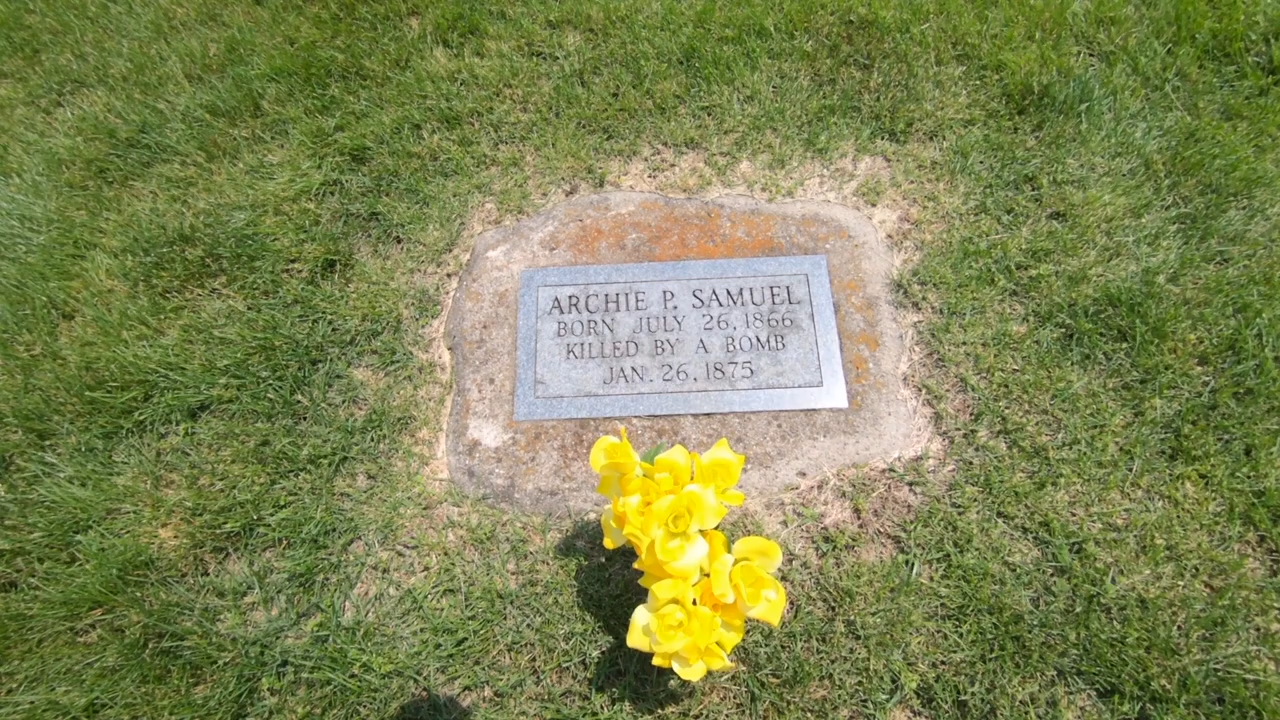 ARCHIE P. SAMUEL
BORN JULY 26, 1866
KILLED BY A BOMB
JAN. 26, 1875